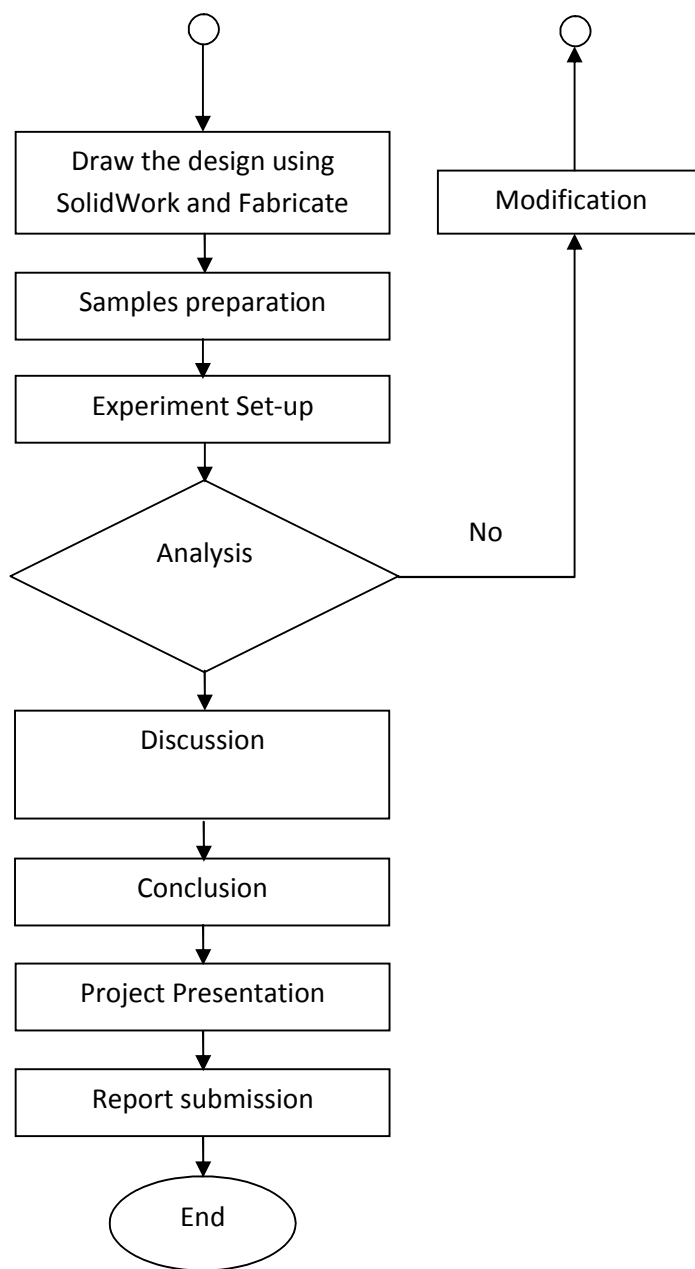 Draw the design using
SolidWork and Fabricate
Modification
Samples preparation
Experiment Set-up
Analysis
No
Discussion
Conclusion
Project Presentation
Report submission
End